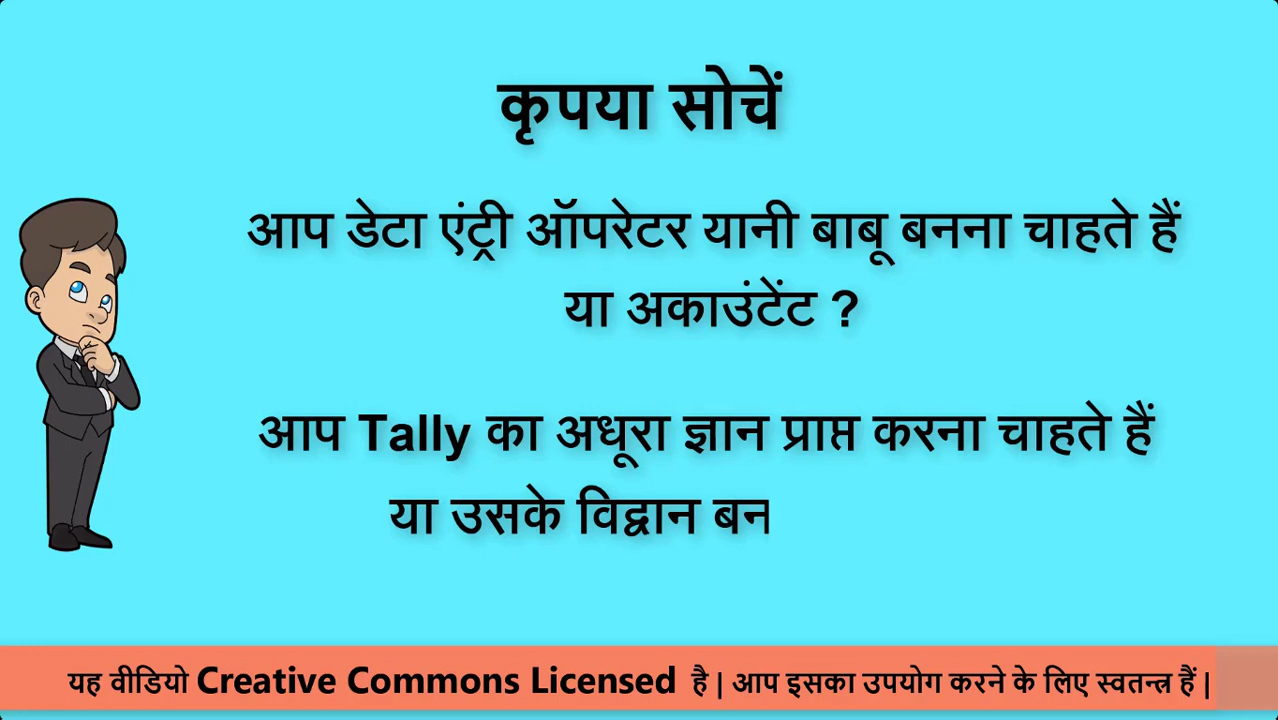 कृपया सोचें
आप डेटा एंट्री ऑपरेटर यानी बाबू बनना चाहते हैं
या अकाउंटेंट ?
आप Tally का अधूरा ज्ञान प्राप्त करना चाहते हैं
या उसके विद्वान बन
यह वीडियो Creative Commons Licensed है | आप इसका उपयोग करने के लिए स्वतन्त्र हैं |